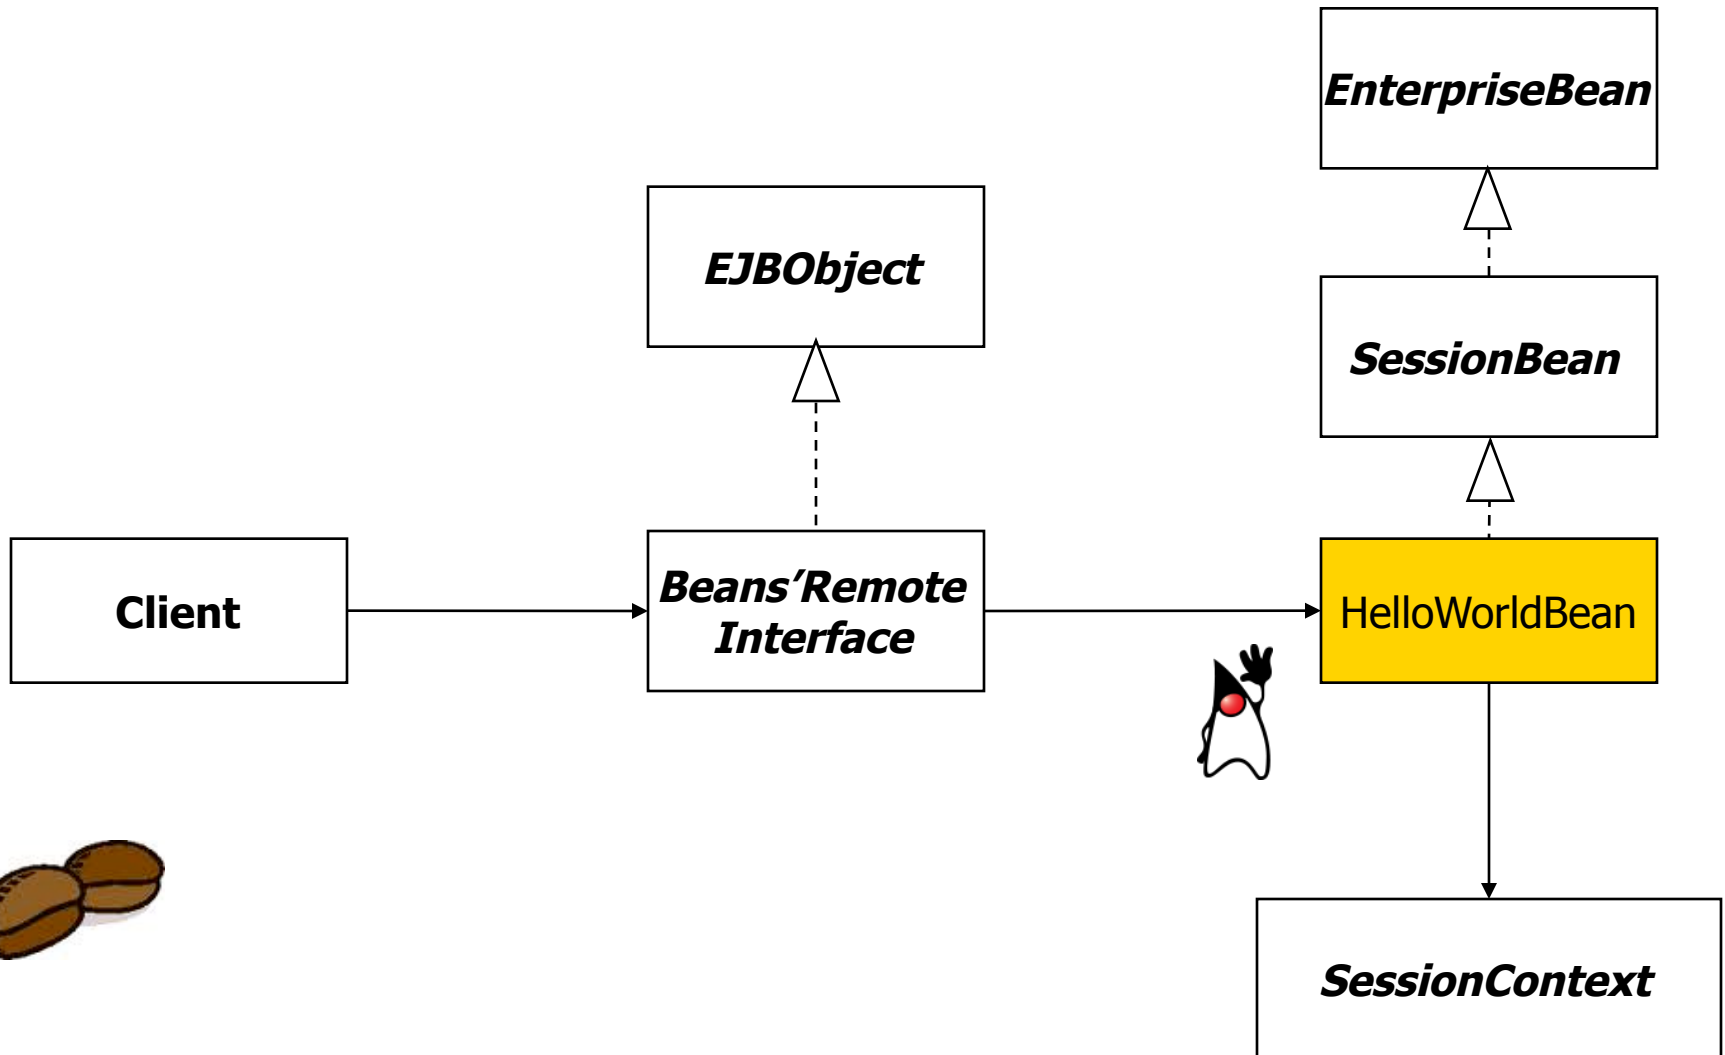 EnterpriseBean
EJBObject
SessionBean
Client
Beans’Remote
Interface
HelloWorldBean
SessionContext